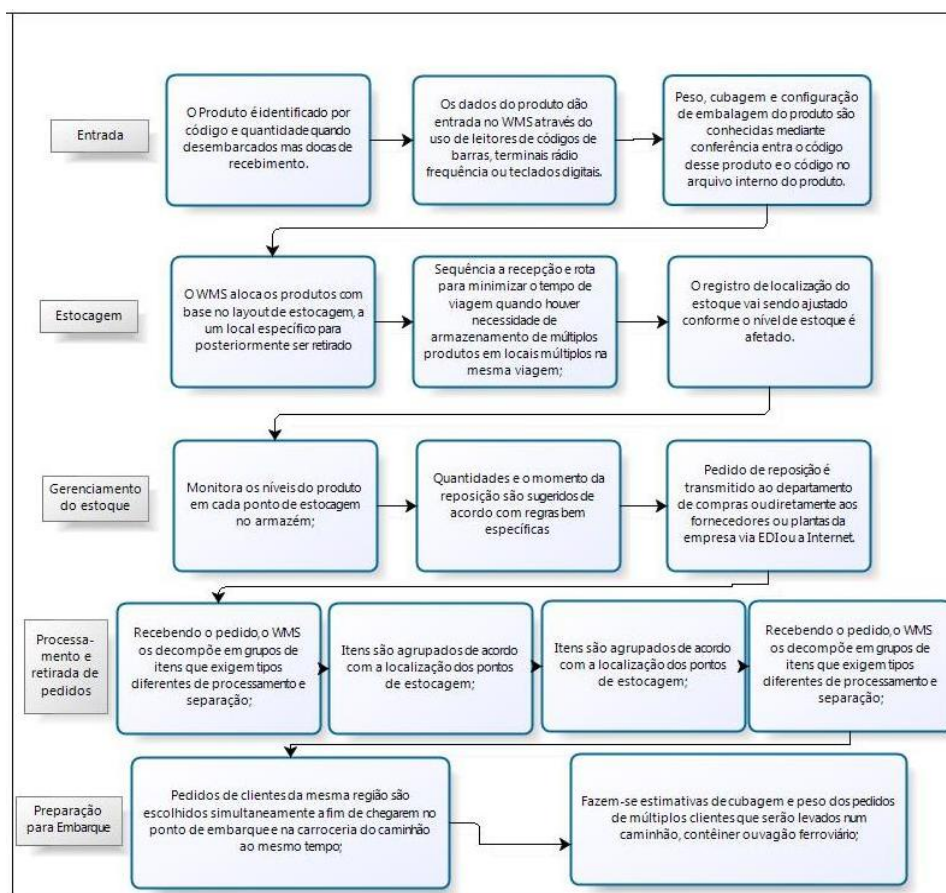 Entrada
O Produto é identificado por
código e quantidade quando
desembarcados mas docas de
recebimento.
Os dados do produto dão
entrada no WMS através do
uso de leitores de códigos de
barras, terminais rádio
frequência ou teclados digitais.
Peso, cubagem e configuração
de embalagem do produto são
conhecidas mediante
conferência entre o código
desse produto e o código no
arquivo interno do produto.
Estocagem
O WMS aloca os produtos com
base no layout de estocagem, a
um local específico para
posteriormente ser retirado
Sequência a recepção e rota
para minimizar o tempo de
viagem quando houver
necessidade de
armazenamento de múltiplos
produtos em locais múltiplos na
mesma viagem;
O registro de localização do
estoque vai sendo ajustado
conforme o nível de estoque é
afetado.
Gerenciamento
do estoque
Monitora os níveis do produto
em cada ponto de estocagem
no armazém;
Quantidades e o momento da
reposição são sugeridos de
acordo com regras bem
específicas
Pedido de reposição é
transmitido ao departamento
de compras ou diretamente aos
fornecedores ou plantas da
empresa via EDI ou a Internet.
Processa-
mento e
retirada de
pedidos
Recebendo o pedido, o WMS
os decompõe em grupos de
itens que exigem tipos
diferentes de processamento e
separação;
Itens são agrupados de acordo
com a localização dos pontos
de estocagem;
Itens são agrupados de acordo
com a localização dos pontos
de estocagem;
Recebendo o pedido, o WMS
os decompõe em grupos de
itens que exigem tipos
diferentes de processamento e
separação;
Preparação
para Embarque
Pedidos de clientes da mesma região são
escolhidos simultaneamente a fim de chegarem no
ponto de embarque e na carroceria do caminhão
ao mesmo tempo;
Fazem-se estimativas de cubagem e peso dos pedidos
de múltiplos clientes que serão levados num
caminhão, contêiner ou vagão ferroviário;